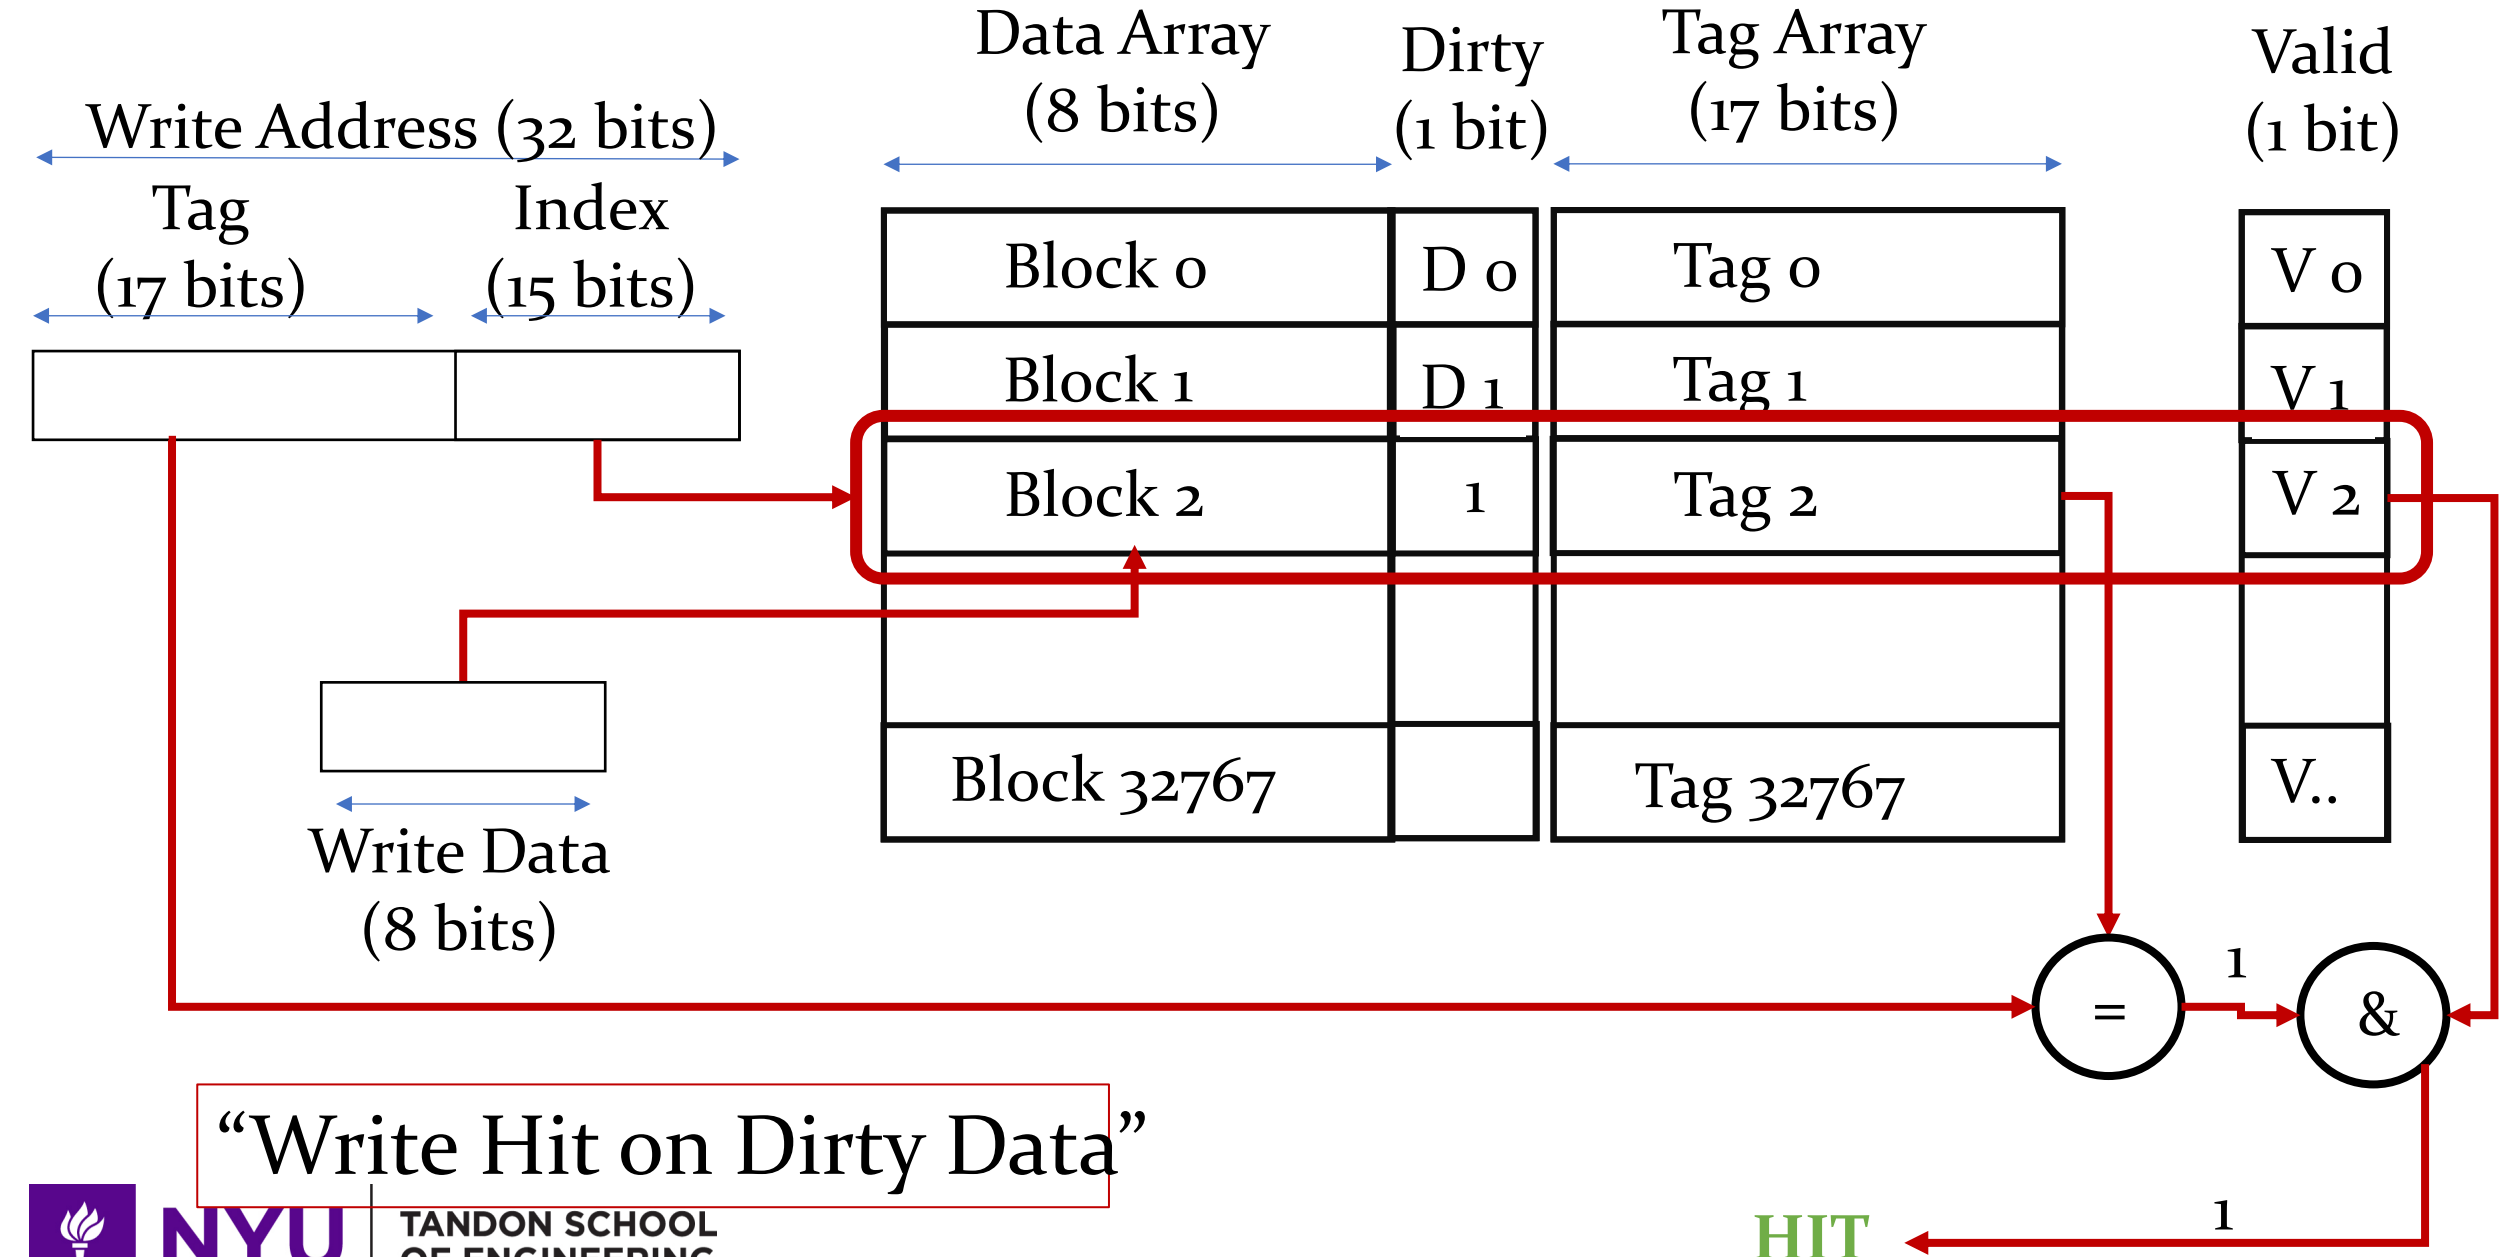 Write Address (32 bits)
Tag
(17 bits)
Index
(15 bits)
Data Array
(8 bits)
Dirty
(1 bit)
Tag Array
(17 bits)
Valid
(1 bit)
Block 0
D 0
Tag 0
V 0
Block 1
D 1
Tag 1
V 1
Block 2
1
Tag 2
V 2
Block 32767
Tag 32767
V..
Write Data
(8 bits)
=
1
&
"Write Hit on Dirty Data"
1
HIT
NYU
TANDON SCHOOL
OF ENGINEERING